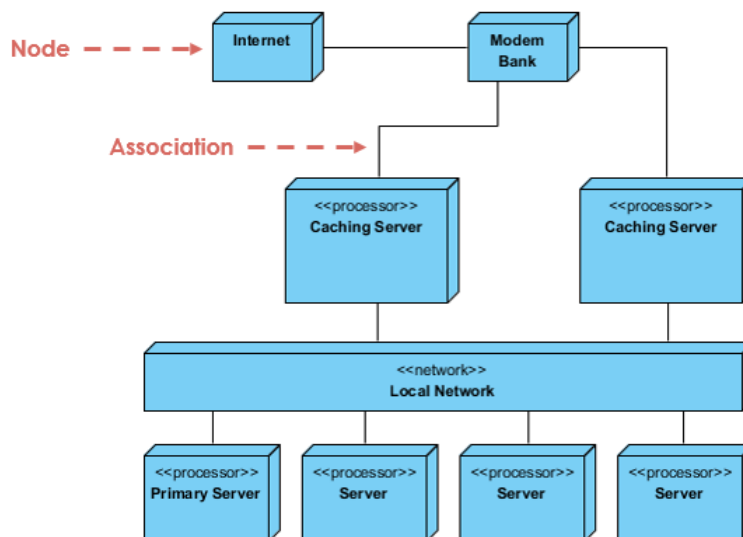 Node
Internet
Modem
Bank
Association
<<processor>>
Caching Server
<<processor>>
Caching Server
<<network>>
Local Network
<<processor>>
Primary Server
<<processor>>
Server
<<processor>>
Server
<<processor>>
Server